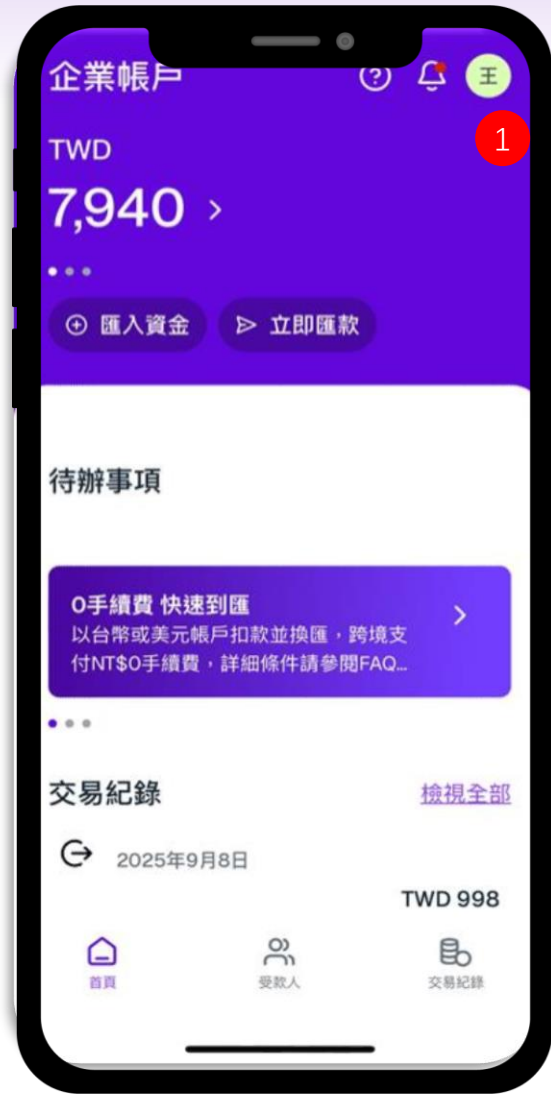 企業帳戶
王
TWD
1
7,940 >
匯入資金
立即匯款
待辦事項
0手續費 快速到匯
以台幣或美元帳戶扣款並換匯，跨境支
付NT$0手續費，詳細條件請參閱FAQ...
交易紀錄
檢視全部
2025年9月8日
TWD 998
首頁
受款人
交易紀錄